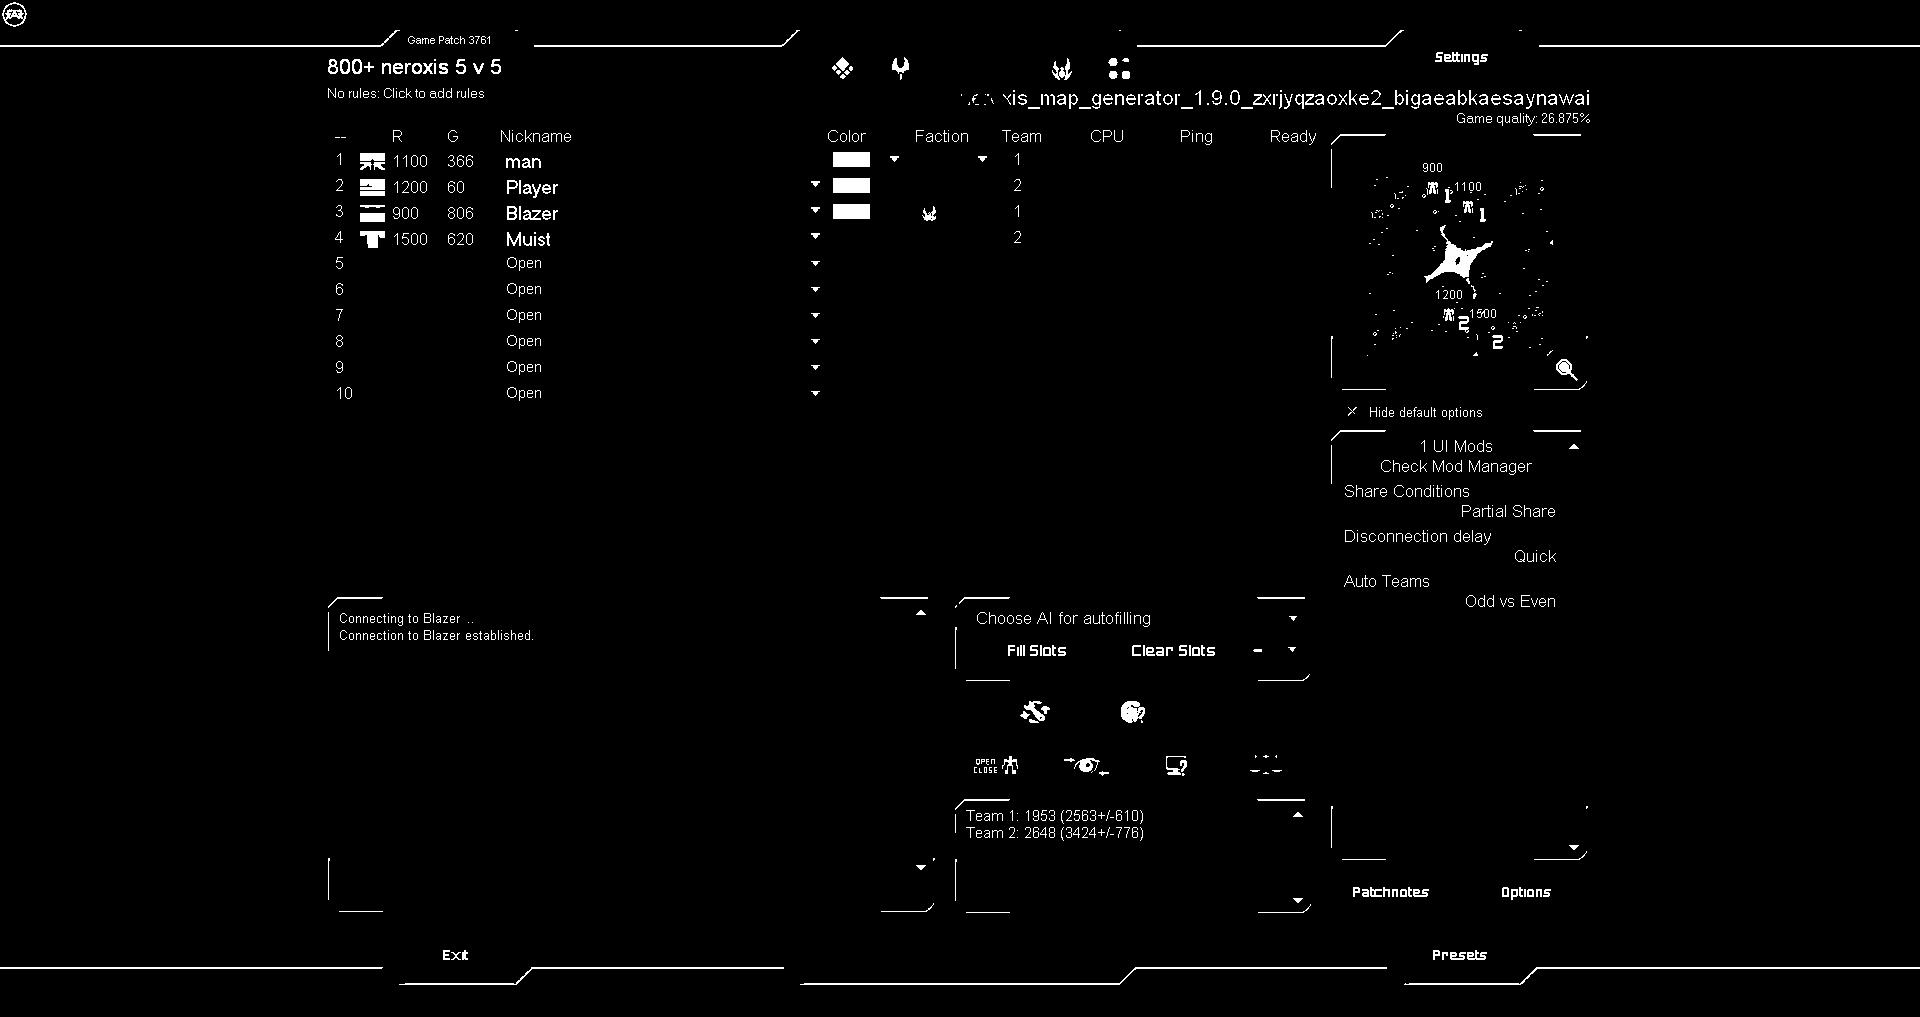 Game Patch 3761
Settings
800+ neroxis 5 v 5
No rules: Click to add rules
xis_map_generator_1.9.0_zxrjyqzaoxke2_bigaeabkaesaynawai
Game quality: 26.875%
-- R G Nickname Color Faction Team CPU Ping Ready
1 1100 366 man 1
2 1200 60 Player 2
3 900 806 Blazer 1
4 1500 620 Muist 2
5 Open
6 Open
7 Open
8 Open
9 Open
10 Open
900
1 1100
1
1200
2 1500
2
Hide default options
1 UI Mods
Check Mod Manager
Share Conditions
Partial Share
Disconnection delay
Quick
Auto Teams
Odd vs Even
Connecting to Blazer ..
Connection to Blazer established.
Choose AI for autofilling
Fill Slots Clear Slots -
OPEN
CLOSE
Team 1: 1953 (2563+/-610)
Team 2: 2648 (3424+/-776)
Patchnotes Options
Exit
Presets